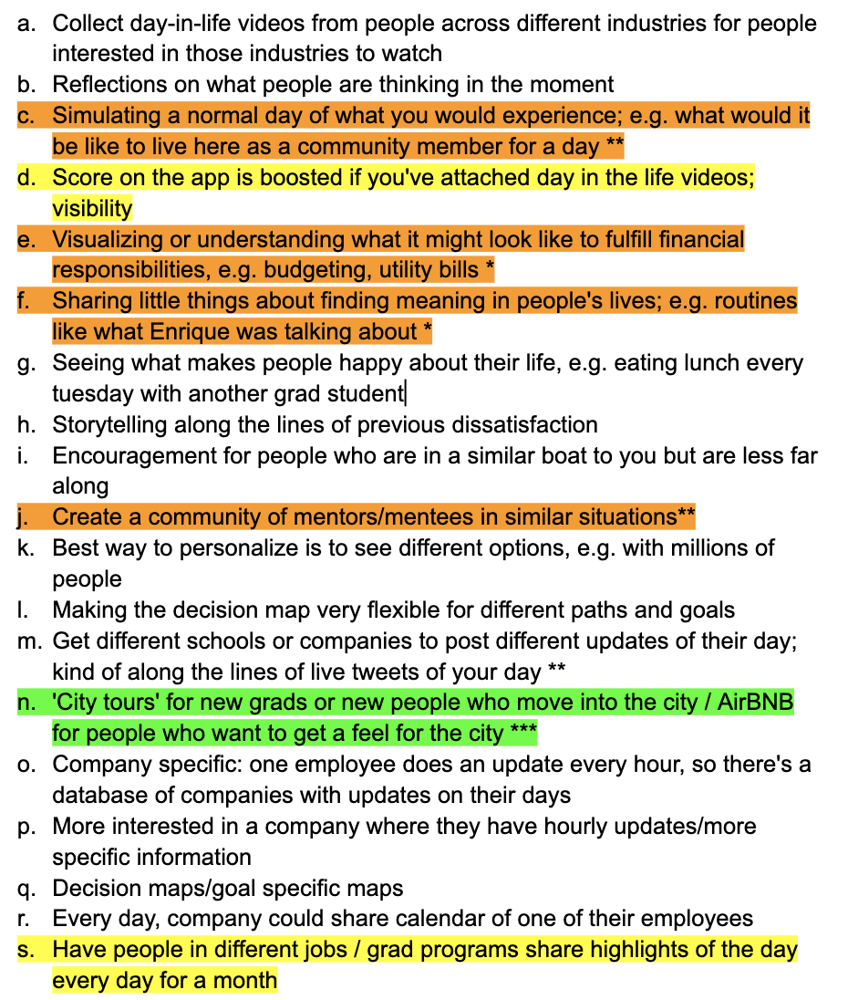 a. Collect day-in-life videos from people across different industries for people
interested in those industries to watch
b. Reflections on what people are thinking in the moment
c. Simulating a normal day of what you would experience; e.g. what would it
be like to live here as a community member for a day **
d. Score on the app is boosted if you've attached day in the life videos;
visibility
e. Visualizing or understanding what it might look like to fulfill financial
responsibilities, e.g. budgeting, utility bills *
f. Sharing little things about finding meaning in people's lives; e.g. routines
like what Enrique was talking about *
g. Seeing what makes people happy about their life, e.g. eating lunch every
tuesday with another grad student
h. Storytelling along the lines of previous dissatisfaction
i. Encouragement for people who are in a similar boat to you but are less far
along
j. Create a community of mentors/mentees in similar situations**
k. Best way to personalize is to see different options, e.g. with millions of
people
l. Making the decision map very flexible for different paths and goals
m. Get different schools or companies to post different updates of their day;
kind of along the lines of live tweets of your day **
n. 'City tours' for new grads or new people who move into the city / AirBNB
for people who want to get a feel for the city ***
o. Company specific: one employee does an update every hour, so there's a
database of companies with updates on their days
p. More interested in a company where they have hourly updates/more
specific information
q. Decision maps/goal specific maps
r. Every day, company could share calendar of one of their employees
s. Have people in different jobs / grad programs share highlights of the day
every day for a month